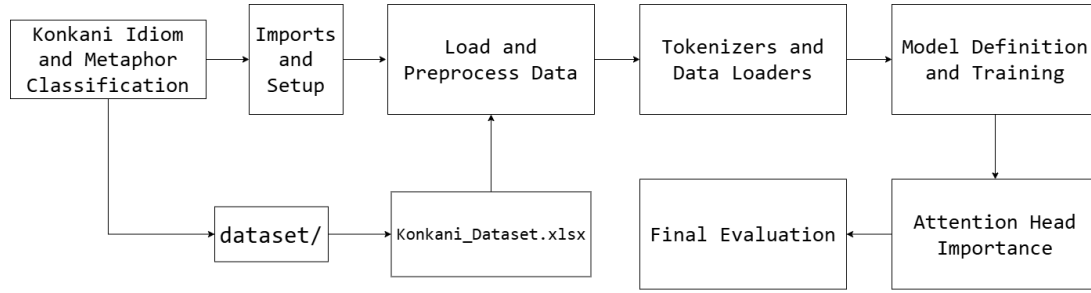 Konkani Idiom
and Metaphor
Classification
Imports
and
Setup
Load and
Preprocess Data
Tokenizers and
Data Loaders
Model Definition
and Training
dataset/
Konkani_Dataset.xlsx
Final Evaluation
Attention Head
Importance